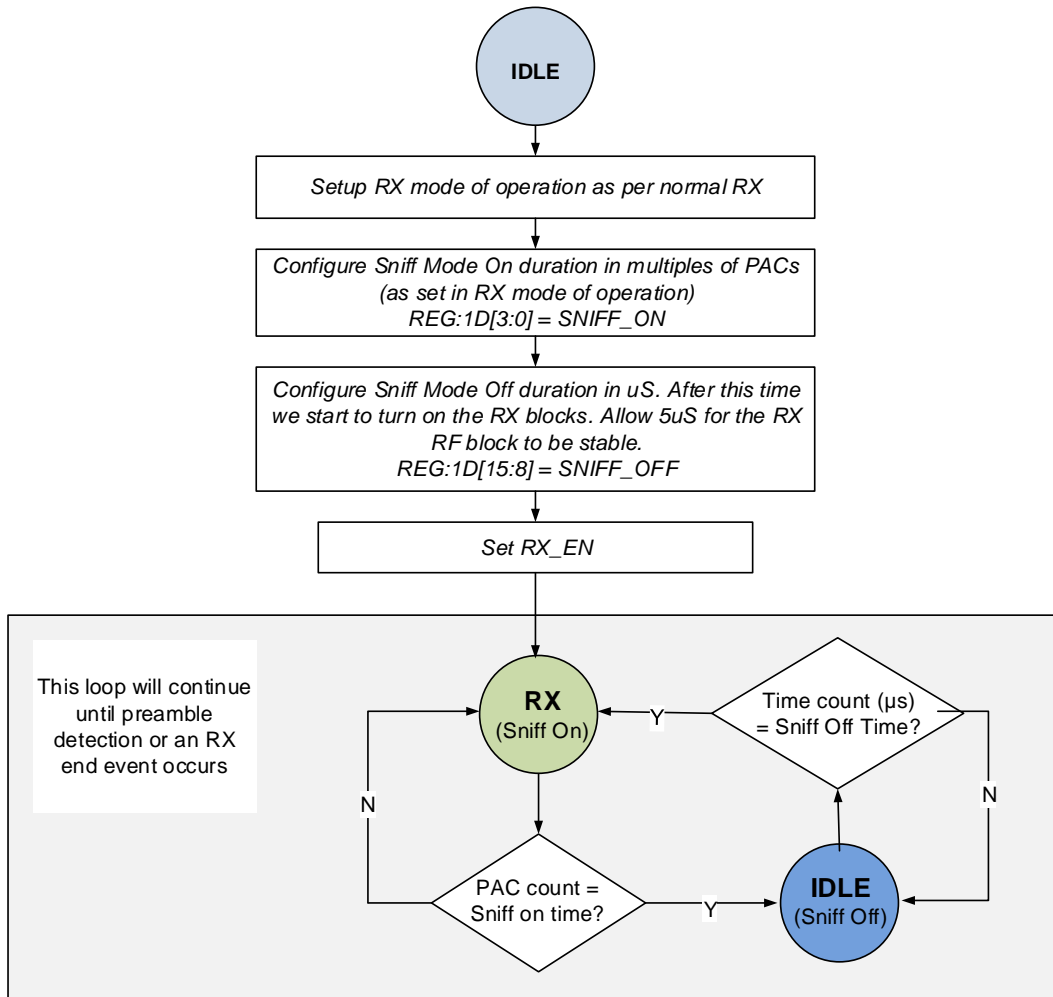 IDLE
Setup RX mode of operation as per normal RX
Configure Sniff Mode On duration in multiples of PACs
(as set in RX mode of operation)
REG:1D[3:0] = SNIFF_ON
Configure Sniff Mode Off duration in uS. After this time
we start to turn on the RX blocks. Allow 5uS for the RX
RF block to be stable.
REG:1D[15:8] = SNIFF_OFF
Set RX_EN
This loop will continue
until preamble
detection or an RX
end event occurs
RX
(Sniff On)
Time count (µs)
= Sniff Off Time?
Y
N
N
PAC count =
Sniff on time?
Y
IDLE
(Sniff Off)